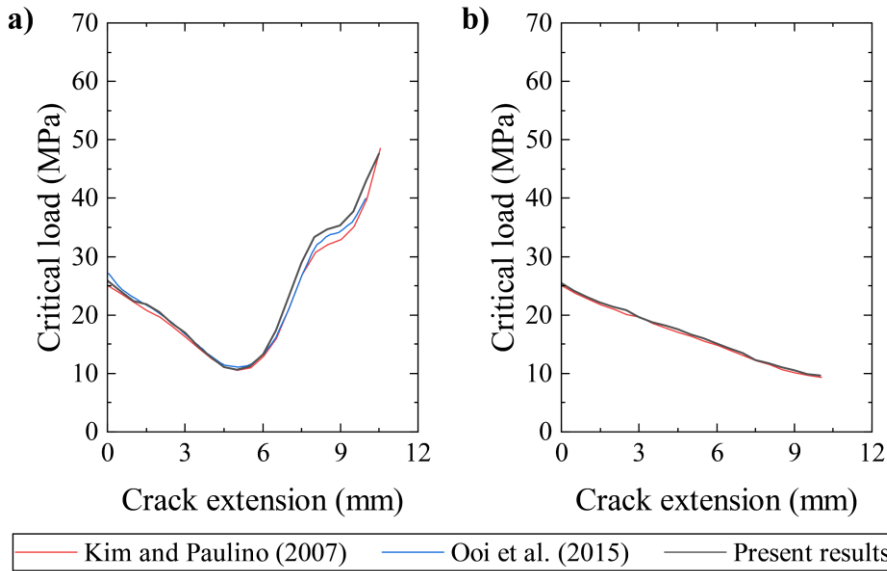 a)
70
60
50
40
30
20
10
0
Critical load (MPa)
0 3 6 9 12
Crack extension (mm)
b)
70
60
50
40
30
20
10
0
Critical load (MPa)
0 3 6 9 12
Crack extension (mm)
Kim and Paulino (2007) Ooi et al. (2015) Present results